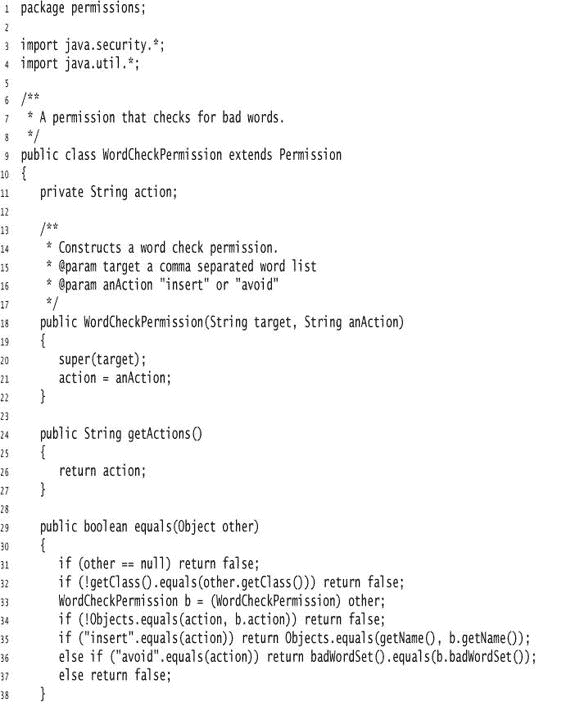 1 package permissions;
2
3 import java.security.*;
4 import java.util.*;
5
6 /**
7  * A permission that checks for bad words.
8  */
9 public class WordCheckPermission extends Permission
10 {
11    private String action;
12
13    /**
14     * Constructs a word check permission.
15     * @param target a comma separated word list
16     * @param anAction "insert" or "avoid"
17     */
18    public WordCheckPermission(String target, String anAction)
19    {
20       super(target);
21       action = anAction;
22    }
23
24    public String getActions()
25    {
26       return action;
27    }
28
29    public boolean equals(Object other)
30    {
31       if (other == null) return false;
32       if (!getClass().equals(other.getClass())) return false;
33       WordCheckPermission b = (WordCheckPermission) other;
34       if (!Objects.equals(action, b.action)) return false;
35       if ("insert".equals(action)) return Objects.equals(getName(), b.getName());
36       else if ("avoid".equals(action)) return badWordSet().equals(b.badWordSet());
37       else return false;
38    }